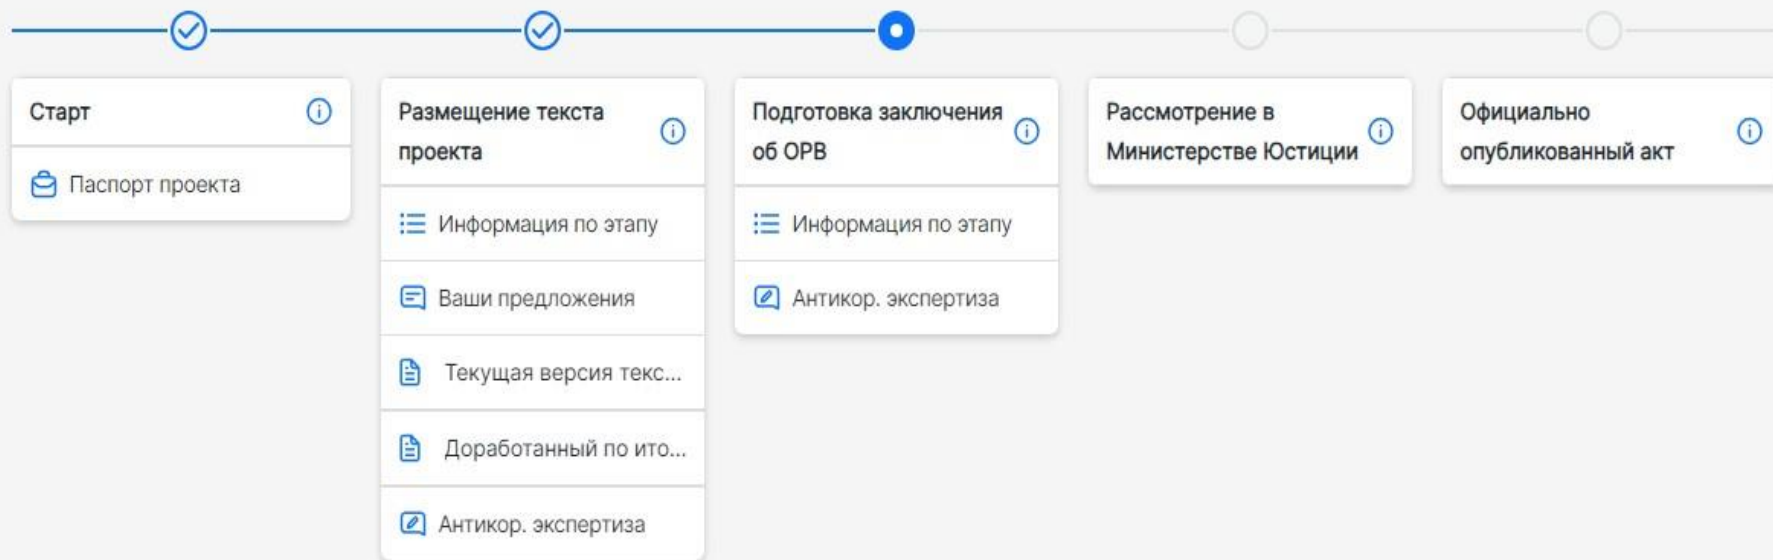 Старт
Паспорт проекта
Размещение текста
проекта
Информация по этапу
Ваши предложения
Текущая версия текс...
Доработанный по ито...
Антикор. экспертиза
Подготовка заключения
об ОРВ
Информация по этапу
Антикор. экспертиза
Рассмотрение в
Министерстве Юстиции
Официально
опубликованный акт